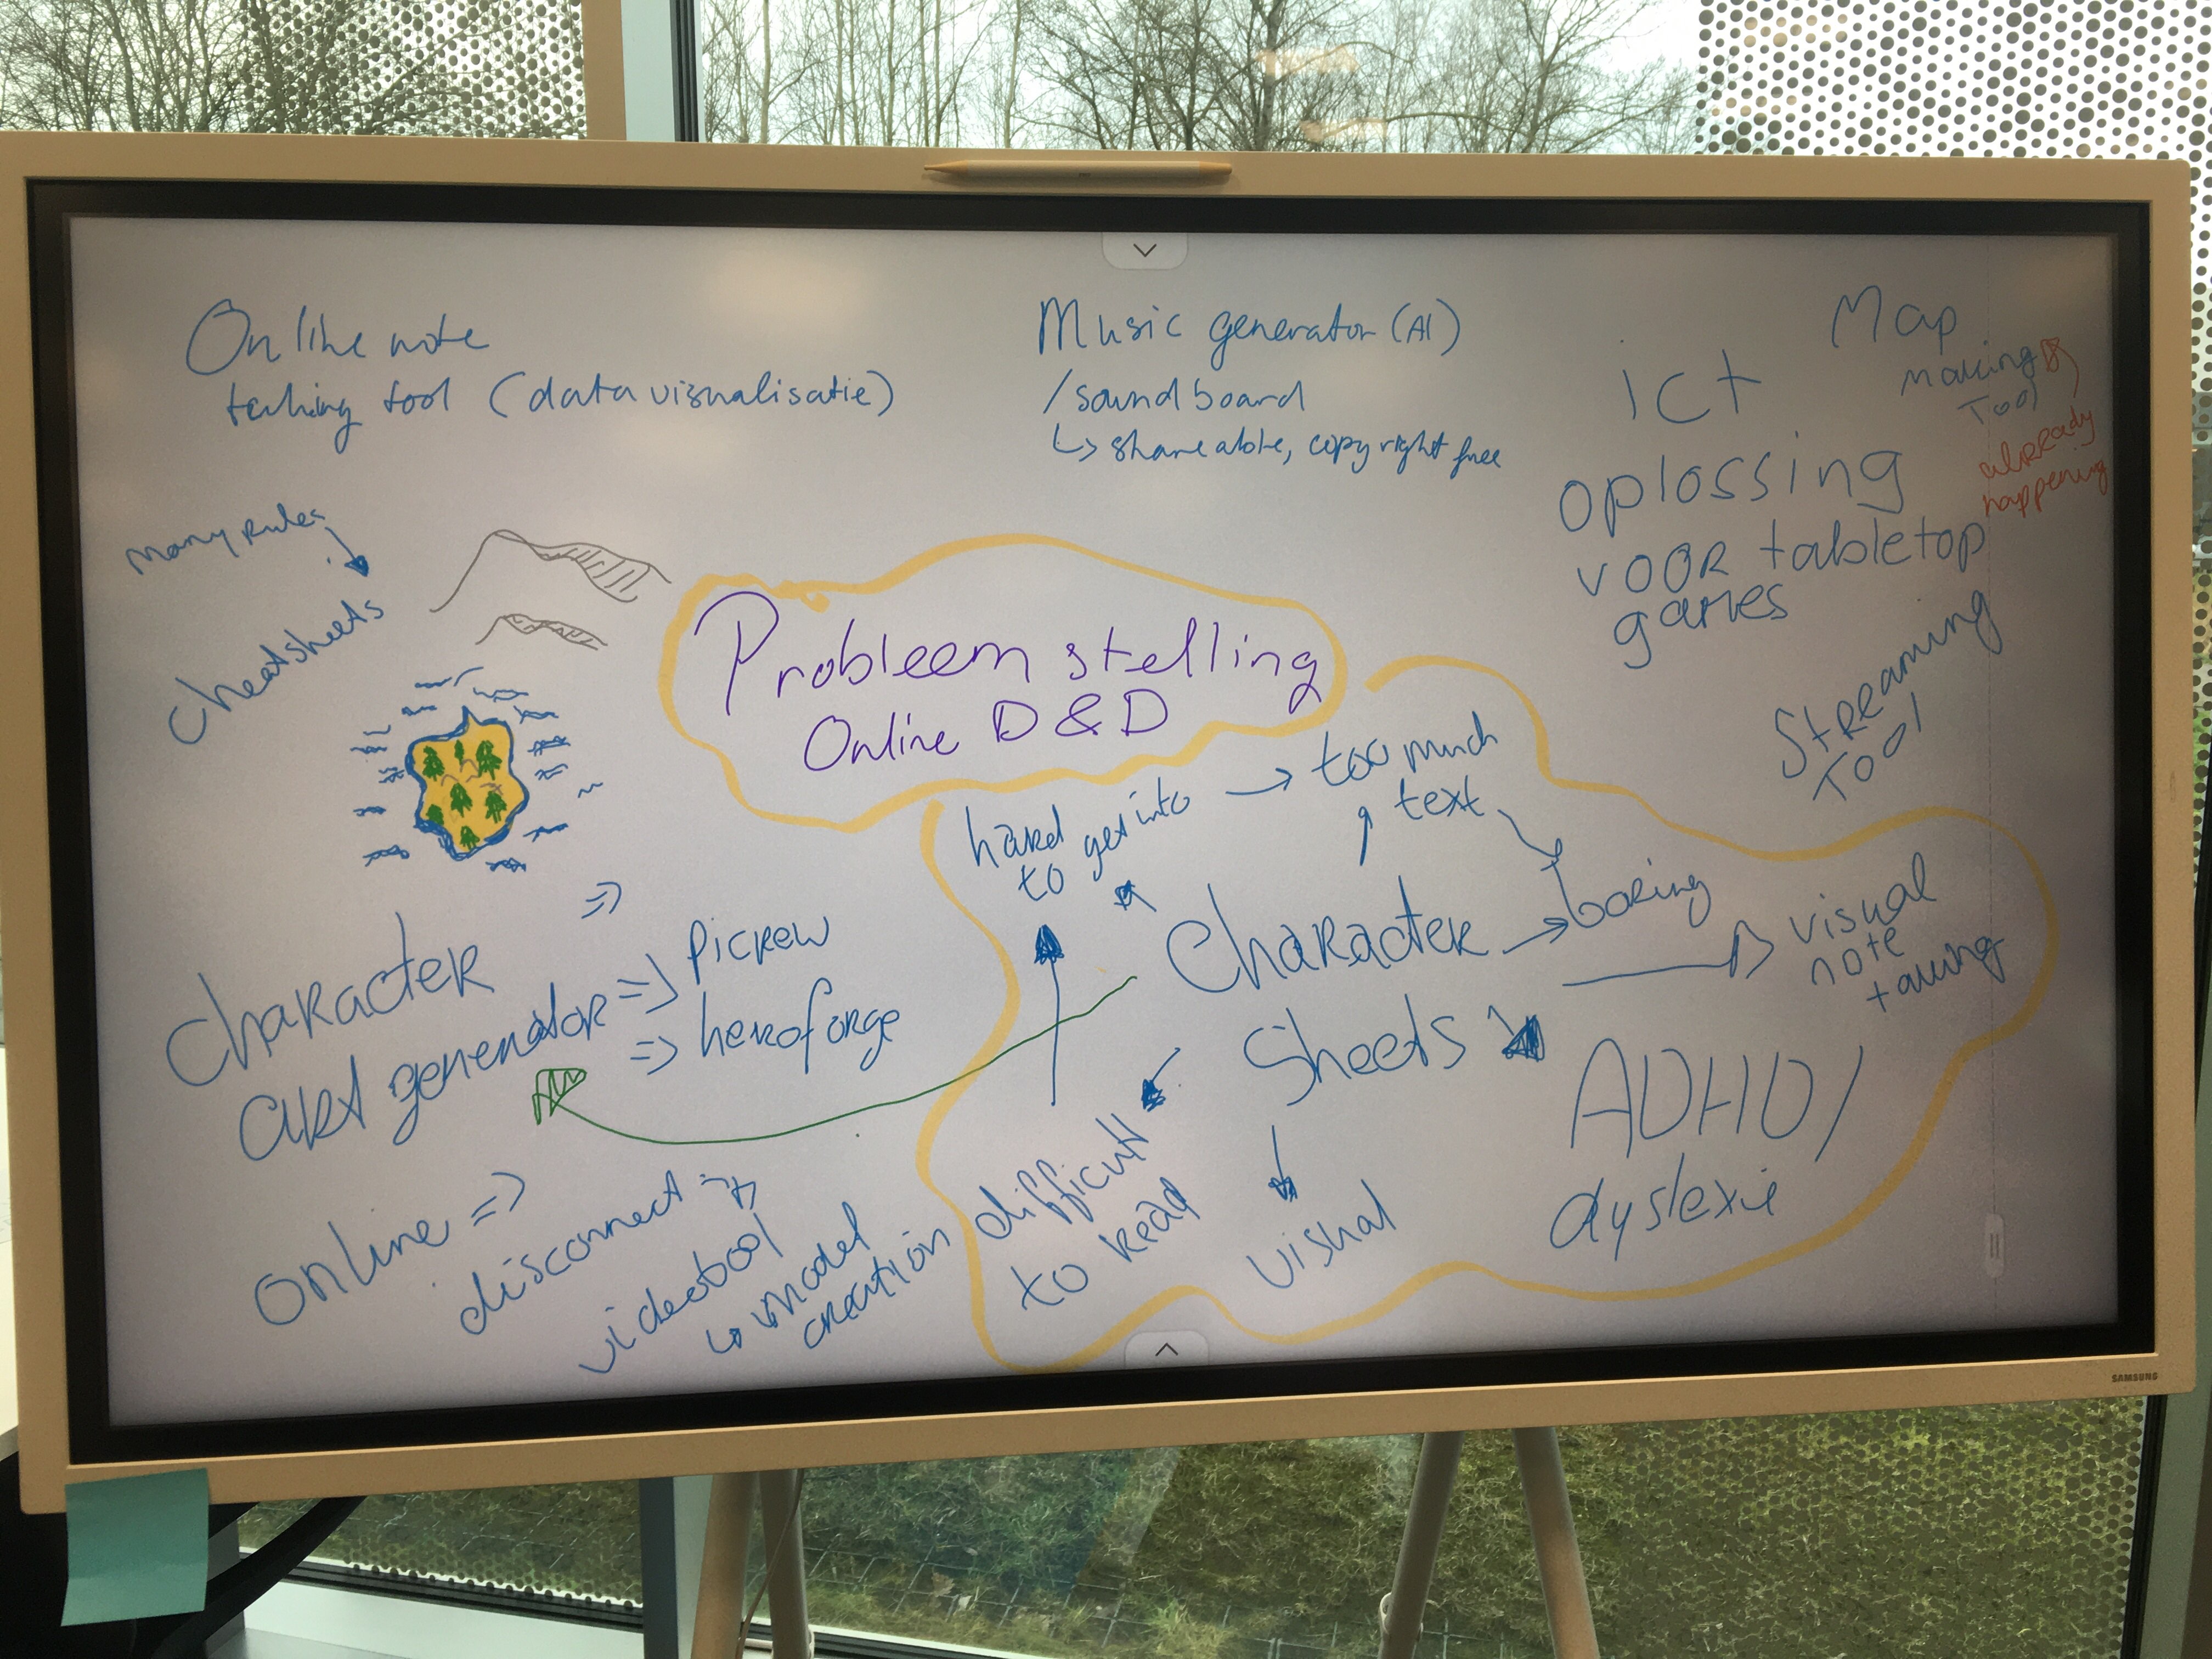 Online note
taking tool (data visualisatie)
Music generator (AI)
/soundboard
↳ shareable, copyright free
Map
Making
Tool
alRReady
happening
ict
oplossing
voor tabletop
games
Streaming
Tool
Many rules
Cheatsheets
Probleem stelling
Online D&D
hard
to get into → too much
text
Character → boring
Sheets
visual
note
taking
ADHD/
dyslexie
visual
difficult
to read
Character ⇒
art generator ⇒ Picrew
⇒ heroforge
online ⇒
disconnect ⇒
videotool
↳ model
creation
SAMSUNG